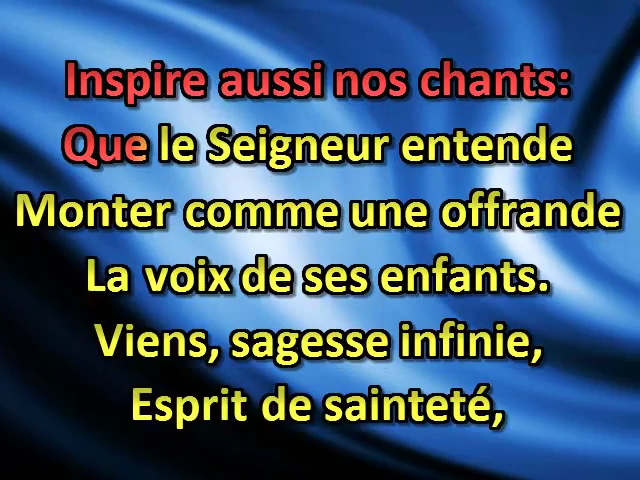 Inspire aussi nos chants:
Que le Seigneur entende
Monter comme une offrande
La voix de ses enfants.
Viens, sagesse infinie,
Esprit de sainteté,